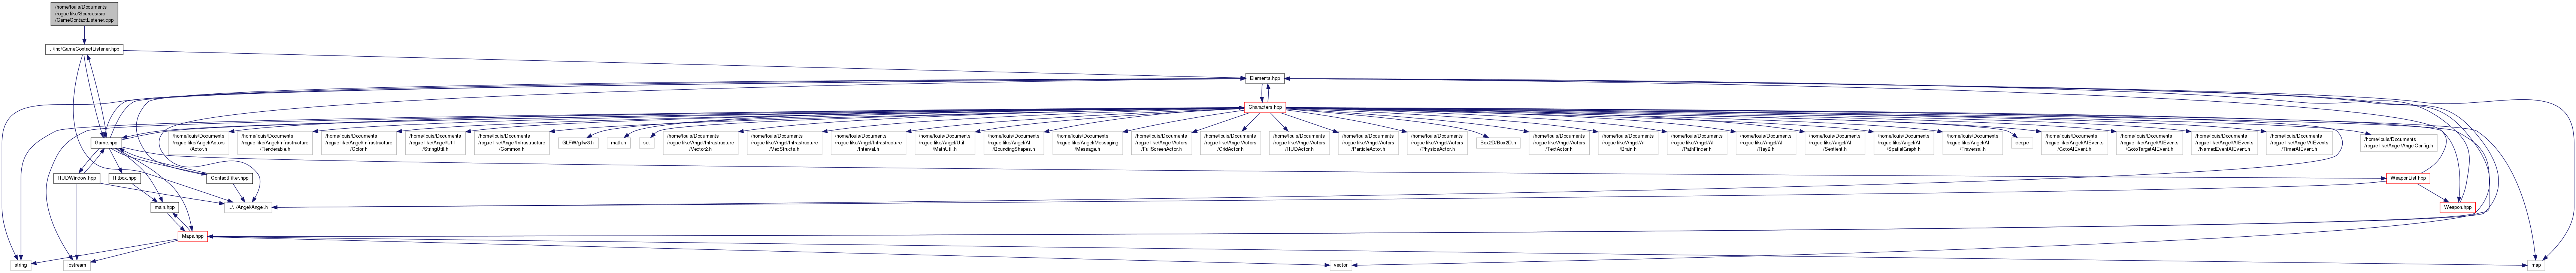 /home/louis/Documents
/rogua-like/Sources/src
/GameContactListener.cpp
../inc/GameContactListener.hpp
Elements.hpp
Characters.hpp
Game.hpp
/home/louis/Documents
/rogue-like/Angel/Actors
/Actor.h
/home/louis/Documents
/rogue-like/Angel/Infrastructure
/Renderable.h
/home/louis/Documents
/rogue-like/Angel/Infrastructure
/Color.h
/home/louis/Documents
/rogue-like/Angel/Util
/StringUtil.h
/home/louis/Documents
/rogue-like/Angel/Infrastructure
/Common.h
GLFW/glfw3.h
math.h
set
/home/louis/Documents
/rogue-like/Angel/Infrastructure
/Vector2.h
/home/louis/Documents
/rogue-like/Angel/Infrastructure
/VecStructs.h
/home/louis/Documents
/rogue-like/Angel/Infrastructure
/Interval.h
/home/louis/Documents
/rogue-like/Angel/Util
/MathUtil.h
/home/louis/Documents
/rogue-like/Angel/AI
/BoundingShapes.h
/home/louis/Documents
/rogue-like/Angel/Messaging
/Message.h
/home/louis/Documents
/rogue-like/Angel/Actors
/FullScreenActor.h
/home/louis/Documents
/rogue-like/Angel/Actors
/GridActor.h
/home/louis/Documents
/rogue-like/Angel/Actors
/HUDActor.h
/home/louis/Documents
/rogue-like/Angel/Actors
/ParticleActor.h
/home/louis/Documents
/rogue-like/Angel/Actors
/PhysicsActor.h
Box2D/Box2D.h
/home/louis/Documents
/rogue-like/Angel/Actors
/TextActor.h
/home/louis/Documents
/rogue-like/Angel/AI
/Brain.h
/home/louis/Documents
/rogue-like/Angel/AI
/PathFinder.h
/home/louis/Documents
/rogue-like/Angel/AI
/Ray2.h
/home/louis/Documents
/rogue-like/Angel/AI
/Sentient.h
/home/louis/Documents
/rogue-like/Angel/AI
/SpatialGraph.h
/home/louis/Documents
/rogue-like/Angel/AI
/Traversal.h
deque
/home/louis/Documents
/rogue-like/Angel/AIEvents
/GotoAIEvent.h
/home/louis/Documents
/rogue-like/Angel/AIEvents
/GotoTargetAIEvent.h
/home/louis/Documents
/rogue-like/Angel/AIEvents
/NamedEventAIEvent.h
/home/louis/Documents
/rogue-like/Angel/AIEvents
/TimerAIEvent.h
/home/louis/Documents
/rogue-like/Angel/AngelConfig.h
HUDWindow.hpp
Hitbox.hpp
ContactFilter.hpp
WeaponList.hpp
main.hpp
../../Angel/Angel.h
Weapon.hpp
Maps.hpp
string
iostream
vector
map